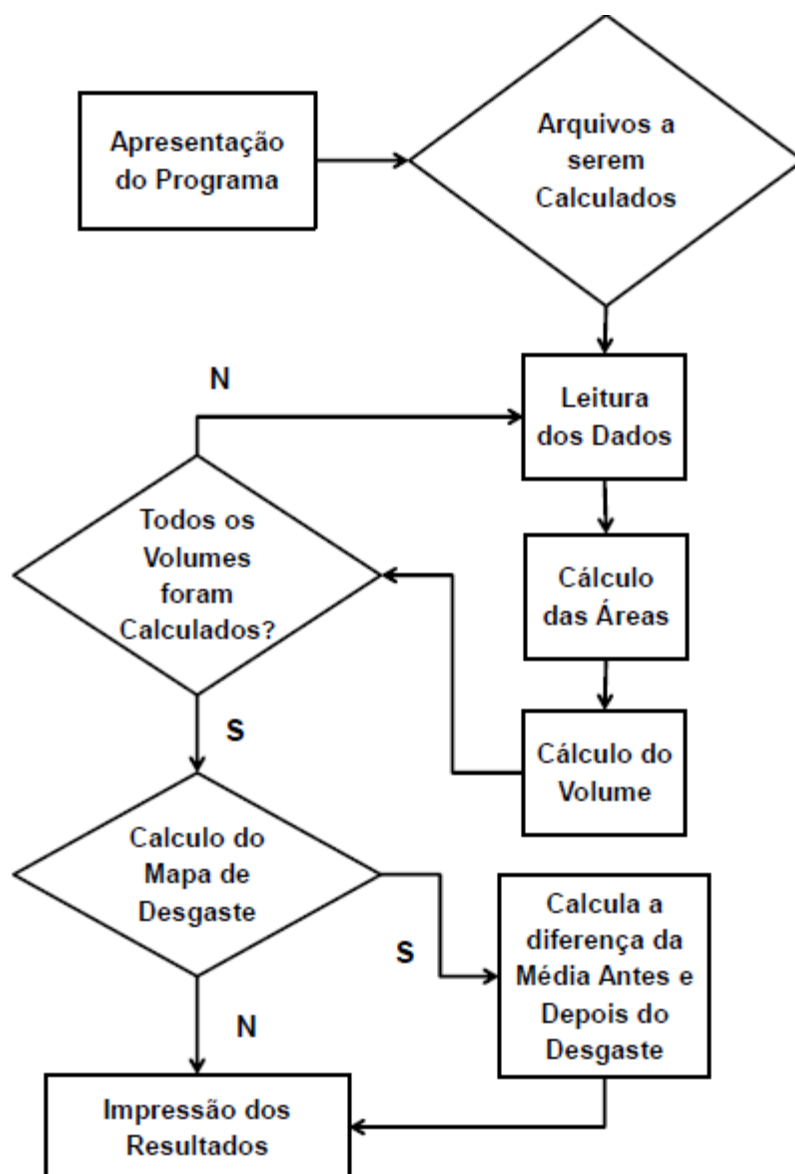 Apresentação
do Programa
Arquivos a
serem
Calculados
N
Leitura
dos Dados
Todos os
Volumes
foram
Calculados?
Cálculo
das Áreas
S
Cálculo do
Volume
Calculo do
Mapa de
Desgaste
S
Calcula a
diferença da
Média Antes e
Depois do
Desgaste
N
Impressão dos
Resultados